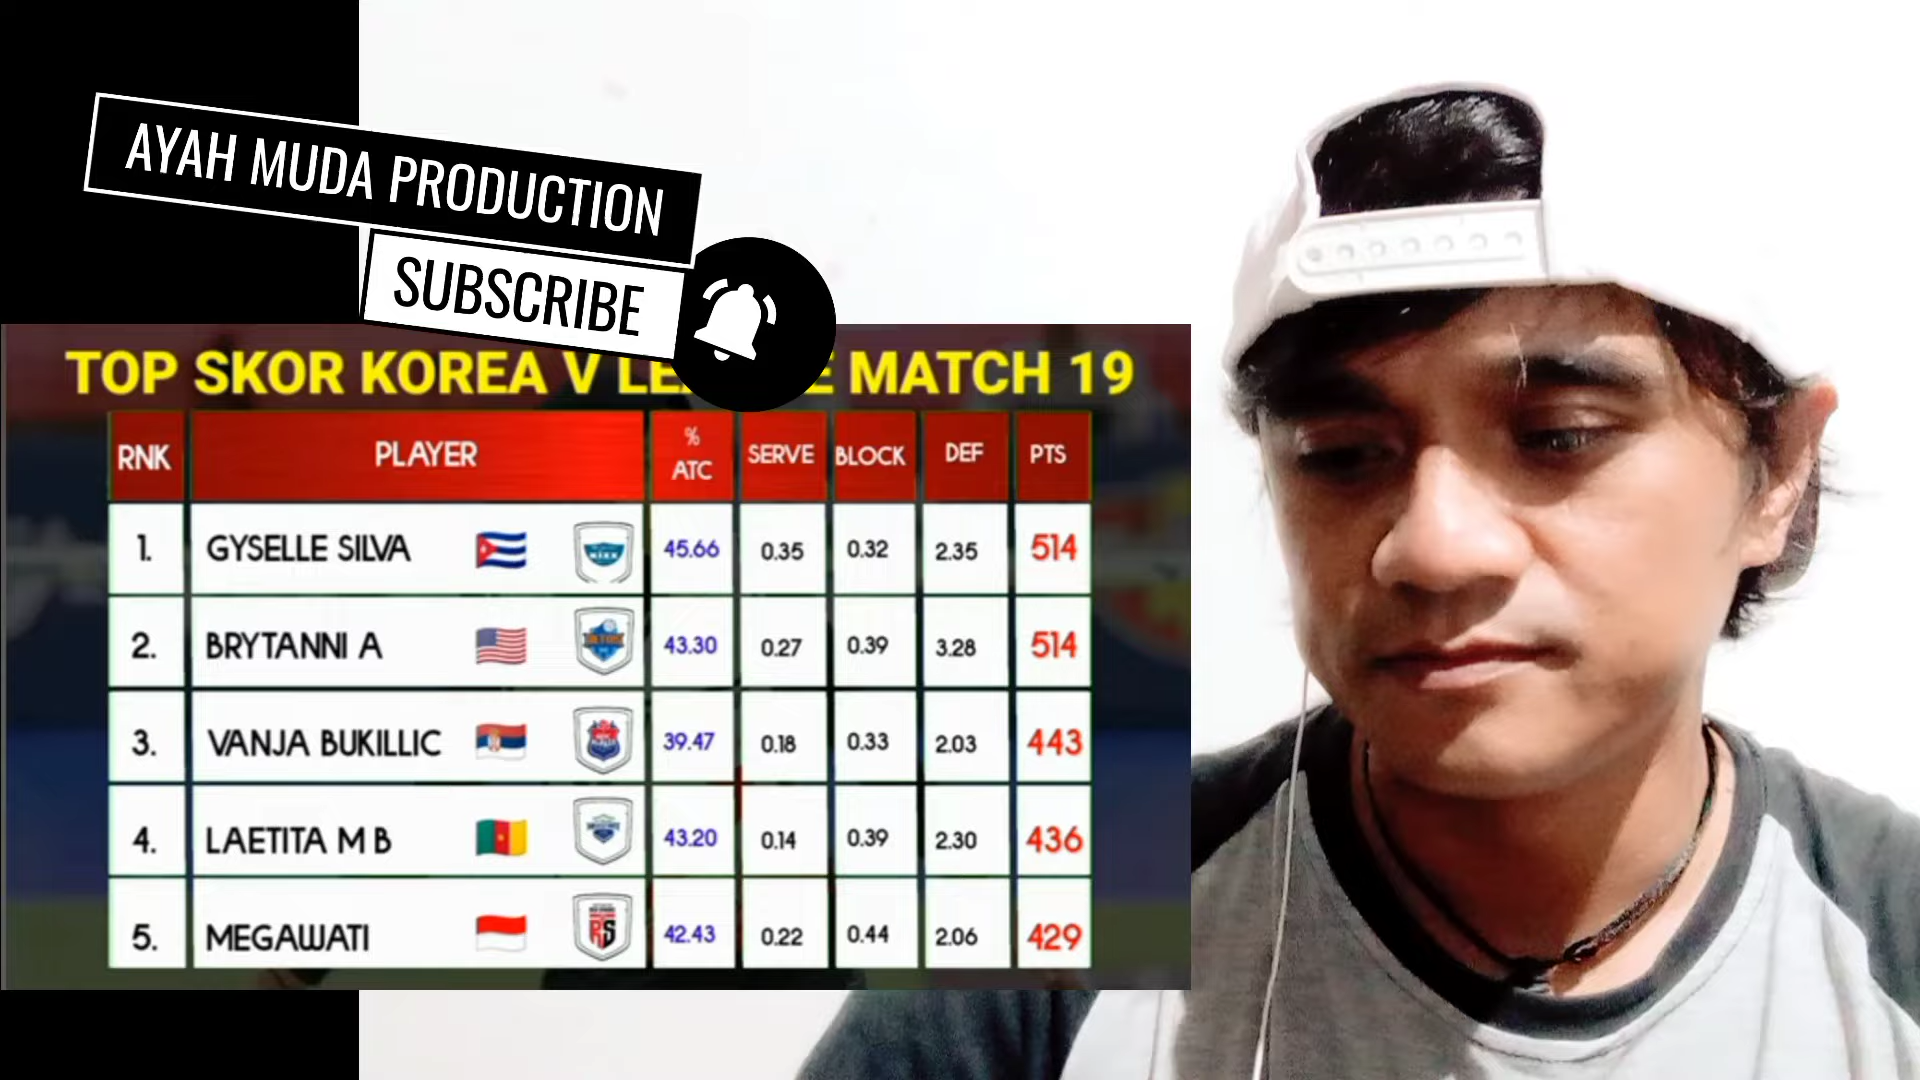 AYAH MUDA PRODUCTION
SUBSCRIBE
TOP SKOR KOREA V LE E MATCH 19
RNK PLAYER % ATC SERVE BLOCK DEF PTS
1. GYSELLE SILVA 45.66 0.35 0.32 2.35 514
2. BRYTANNI A 43.30 0.27 0.39 3.28 514
3. VANJA BUKILLIC 39.47 0.18 0.33 2.03 443
4. LAETITA M B 43.20 0.14 0.39 2.30 436
5. MEGAWATI RS 42.43 0.22 0.44 2.06 429